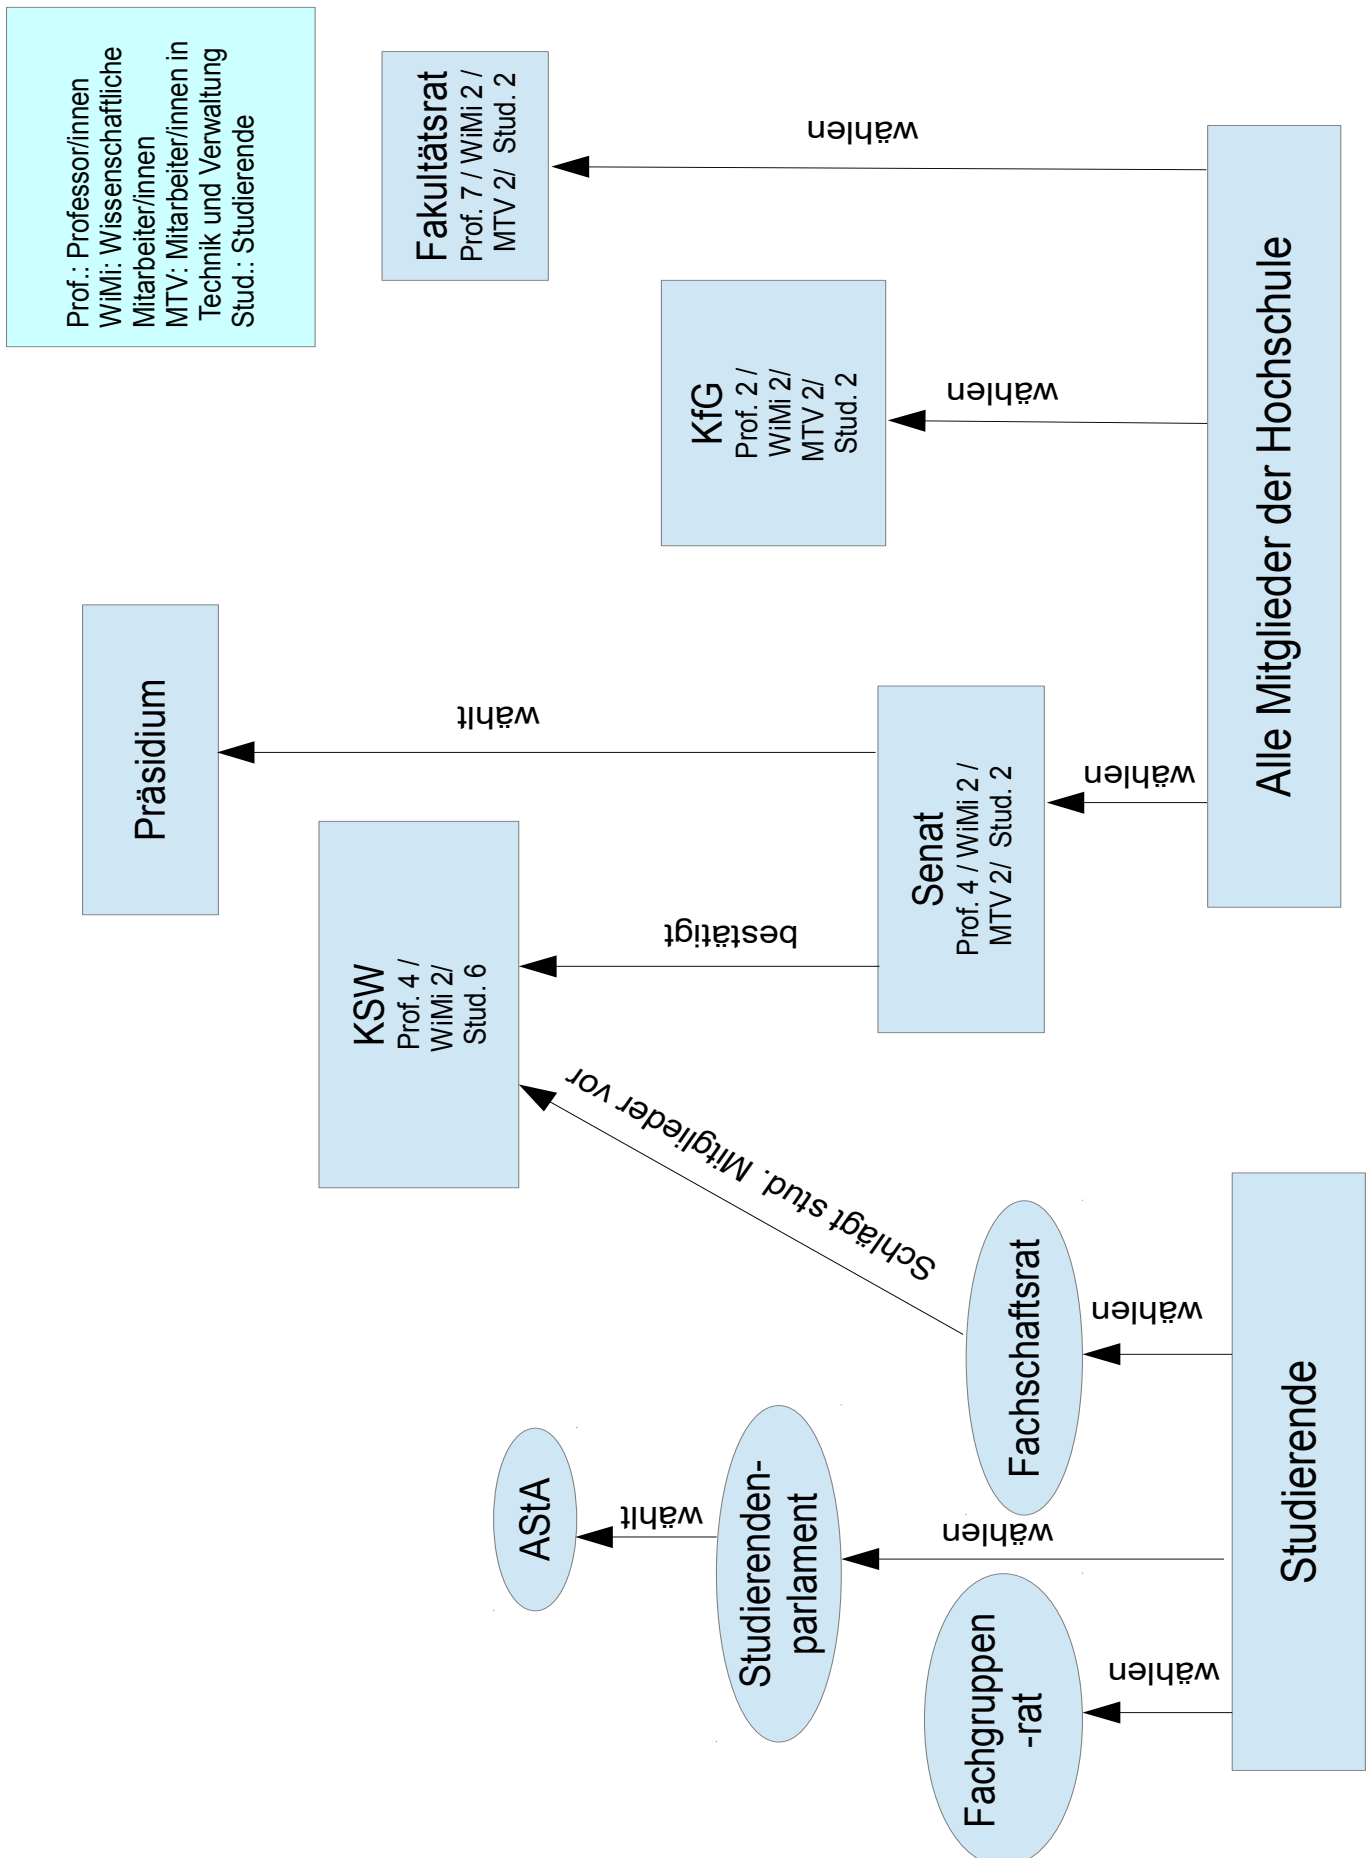 Prof.: Professor/innen
WiMi: Wissenschaftliche
Mitarbeiter/innen
MTV: Mitarbeiter/innen in
Technik und Verwaltung
Stud.: Studierende
Fakultätsrat
Prof. 7 / WiMi 2 /
MTV 2/ Stud. 2
wählen
KfG
Prof. 2 /
WiMi 2/
MTV 2/
Stud. 2
wählen
Präsidium
wählt
KSW
Prof. 4 /
WiMi 2/
Stud. 6
bestätigt
Senat
Prof. 4 / WiMi 2 /
MTV 2/ Stud. 2
wählen
Alle Mitglieder der Hochschule
Schlägt stud. Mitglieder vor
Fachschaftsrat
wählen
AStA
wählt
Studierenden-
parlament
wählen
Fachgruppen
-rat
wählen
Studierende